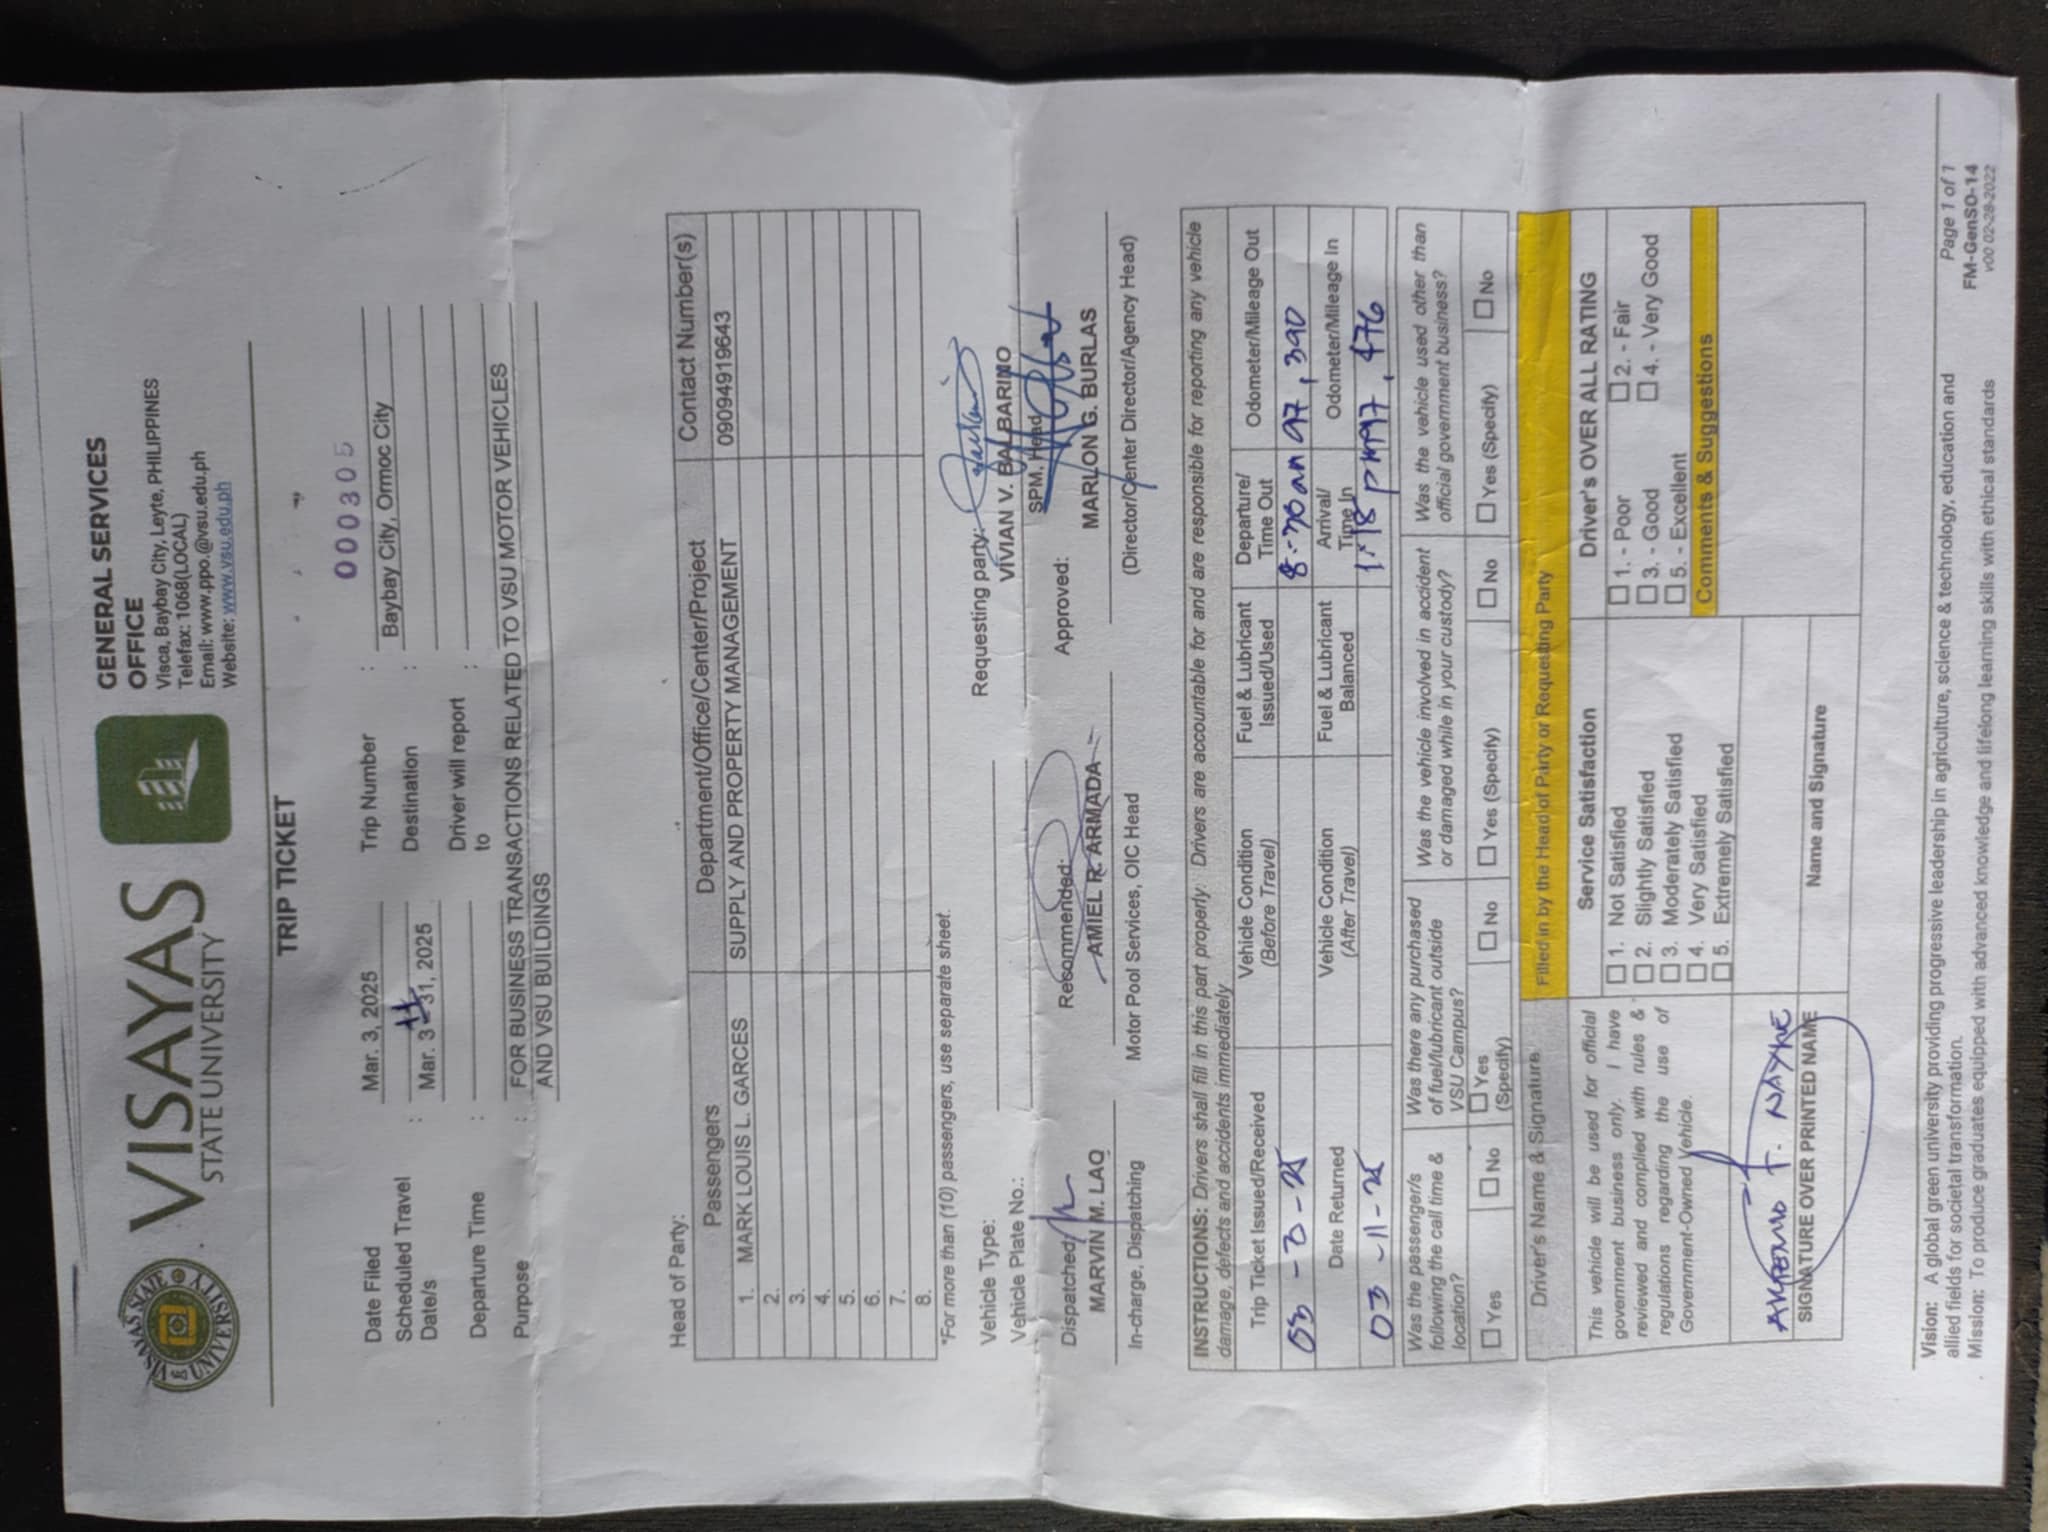 VISAYAS STATE UNIVERSITY
VISAYAS
STATE UNIVERSITY
GENERAL SERVICES
OFFICE
Visca, Baybay City, Leyte, PHILIPPINES
Telefax: 1068(LOCAL)
Email: www.ppo.@vsu.edu.ph
Website: www.vsu.edu.ph
TRIP TICKET
Date Filed Mar. 3, 2025 Trip Number : 000305
Scheduled Travel Date/s : Mar. 3 - 31, 2025 Destination : Baybay City, Ormoc City
Departure Time : Driver will report to :
Purpose : FOR BUSINESS TRANSACTIONS RELATED TO VSU MOTOR VEHICLES
AND VSU BUILDINGS
Head of Party:
Passengers Department/Office/Center/Project Contact Number(s)
1. MARK LOUIS L. GARCES SUPPLY AND PROPERTY MANAGEMENT 09094919643
2.
3.
4.
5.
6.
7.
8.
*For more than (10) passengers, use separate sheet.
Vehicle Type:
Vehicle Plate No.:
Requesting party:
VIVIAN V. BALBARINO
SPM. Head
Dispatched: Recommended: Approved:
MARVIN M. LAO AMIEL R. ARMADA MARLON G. BURLAS
In-charge, Dispatching Motor Pool Services, OIC Head (Director/Center Director/Agency Head)
INSTRUCTIONS: Drivers shall fill in this part properly. Drivers are accountable for and are responsible for reporting any vehicle
damage, defects and accidents immediately
Trip Ticket Issued/Received Vehicle Condition (Before Travel) Fuel & Lubricant Issued/Used Departure/ Time Out Odometer/Mileage Out
03 - 3 - 25 97,390
Date Returned Vehicle Condition (After Travel) Fuel & Lubricant Balanced Arrival/ Time In Odometer/Mileage In
03 - 11 - 25 1:18 pm 97,476
Was the passenger/s following the call time & location? Was there any purchased of fuel/lubricant outside VSU Campus? Was the vehicle involved in accident or damaged while in your custody? Was the vehicle used other than official government business?
Yes No Yes (Specify) No Yes (Specify) No Yes (Specify) No
Driver's Name & Signature Filled in by the Head of Party or Requesting Party
This vehicle will be used for official
government business only. I have
reviewed and complied with rules &
regulations regarding the use of
Government-Owned Vehicle.
SIGNATURE OVER PRINTED NAME
Service Satisfaction
1. Not Satisfied
2. Slightly Satisfied
3. Moderately Satisfied
4. Very Satisfied
5. Extremely Satisfied
Name and Signature
Driver's OVER ALL RATING
1. - Poor 2. - Fair
3. - Good 4. - Very Good
5. - Excellent
Comments & Suggestions
Vision: A global green university providing progressive leadership in agriculture, science & technology, education and
allied fields for societal transformation.
Mission: To produce graduates equipped with advanced knowledge and lifelong learning skills with ethical standards
Page 1 of 1
FM-GenSO-14
v00 02-28-2022